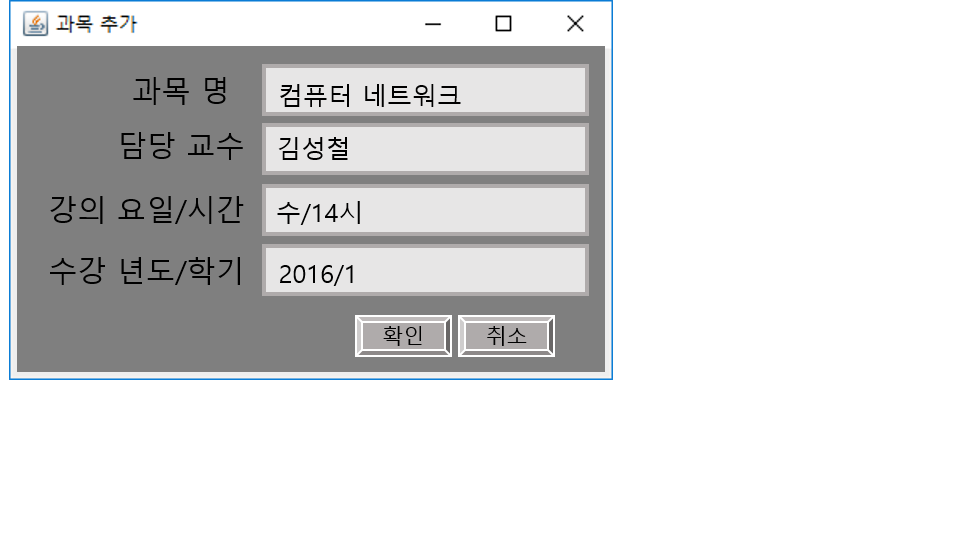 과목 추가
과목 명 컴퓨터 네트워크
담당 교수 김성철
강의 요일/시간 수/14시
수강 년도/학기 2016/1
확인 취소